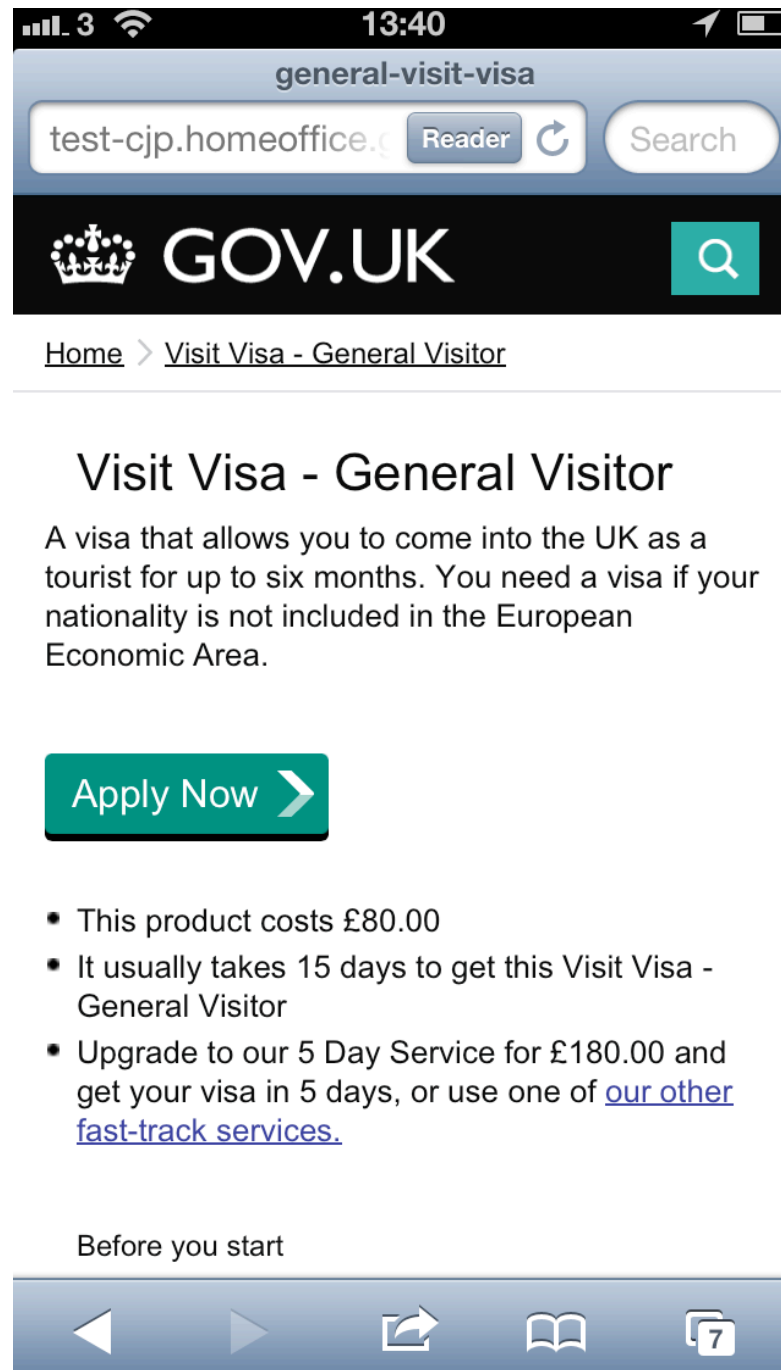 3 13:40
general-visit-visa
test-cjp.homeoffice. Reader Search
GOV.UK
Home Visit Visa - General Visitor
Visit Visa - General Visitor
A visa that allows you to come into the UK as a
tourist for up to six months. You need a visa if your
nationality is not included in the European
Economic Area.
Apply Now
• This product costs £80.00
• It usually takes 15 days to get this Visit Visa -
General Visitor
• Upgrade to our 5 Day Service for £180.00 and
get your visa in 5 days, or use one of our other
fast-track services.
Before you start
7